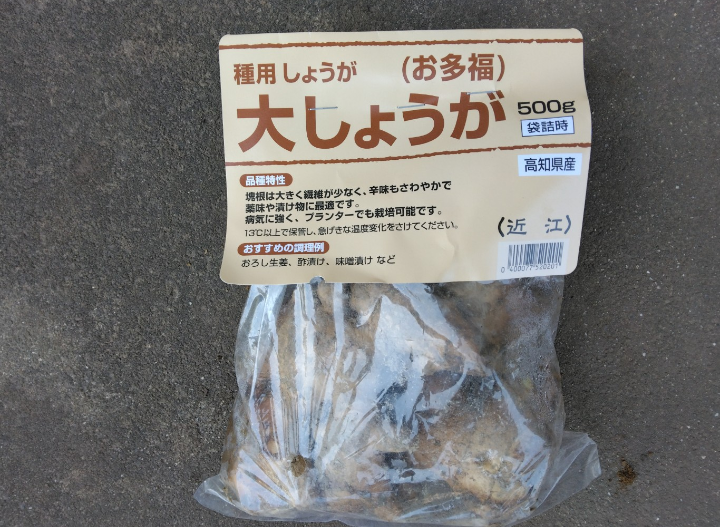 種用しょうが (お多福)
大しょうが 500g
袋詰時
高知県産
品種特性
塊根は大きく繊維が少なく、辛味もさわやかで
薬味や漬け物に最適です。
病気に強く、プランターでも栽培可能です。
13℃以上で保管し、急げきな温度変化をさけてください。
(近江)
おすすめの調理例
おろし生姜、酢漬け、味噌漬け など